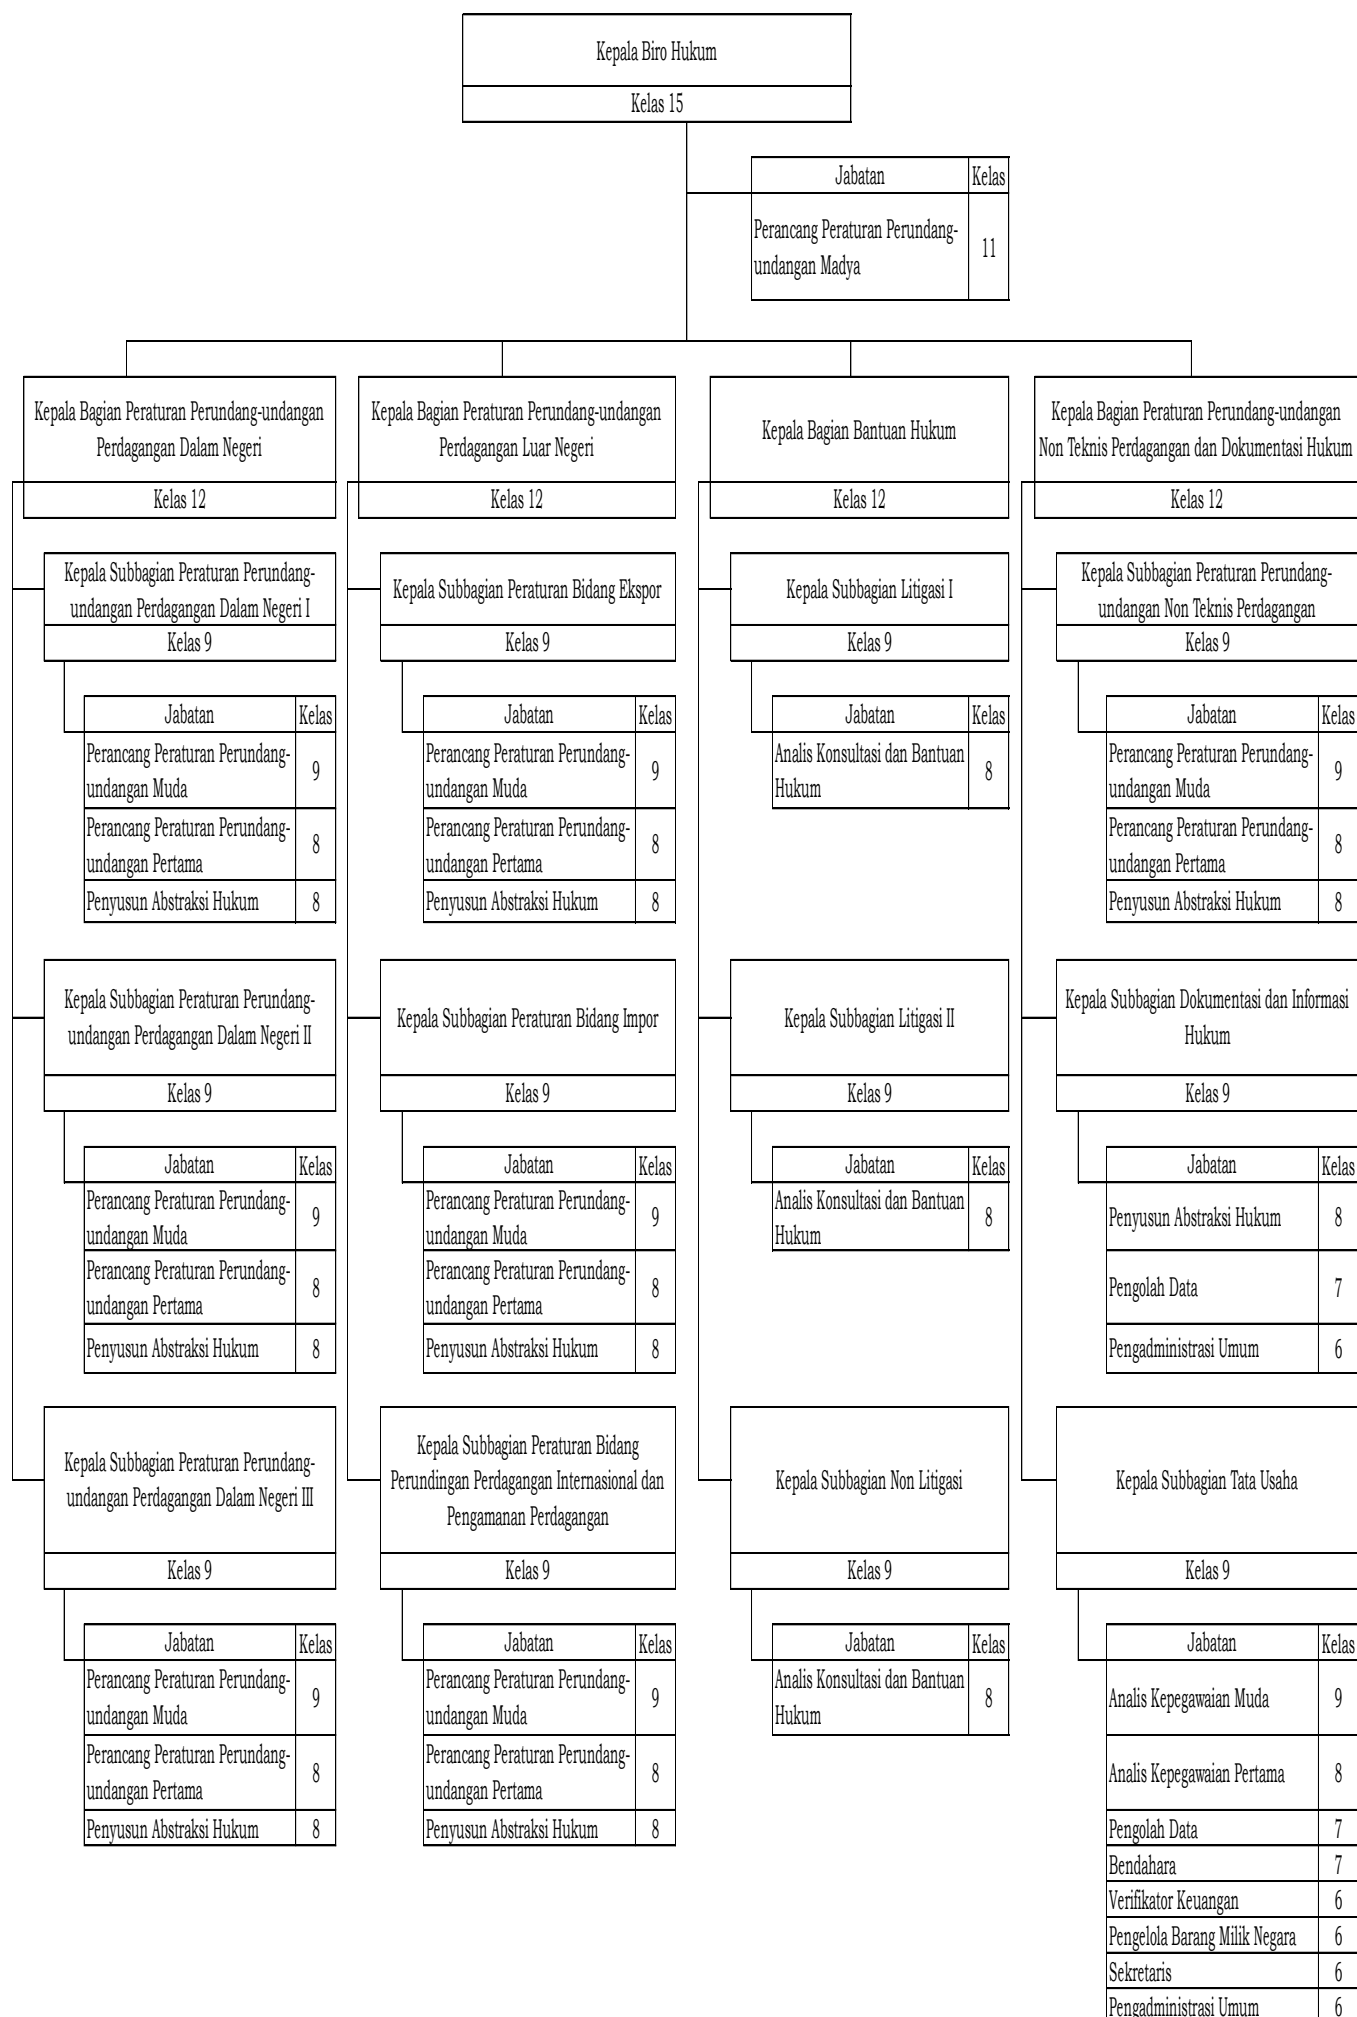 Kepala Biro Hukum
Kelas 15
Jabatan Kelas
Perancang Peraturan Perundang-
undangan Madya
11
Kepala Bagian Peraturan Perundang-undangan
Perdagangan Dalam Negeri
Kelas 12
Kepala Subbagian Peraturan Perundang-
undangan Perdagangan Dalam Negeri I
Kelas 9
Jabatan Kelas
Perancang Peraturan Perundang-
undangan Muda
9
Perancang Peraturan Perundang-
undangan Pertama
8
Penyusun Abstraksi Hukum 8
Kepala Subbagian Peraturan Perundang-
undangan Perdagangan Dalam Negeri II
Kelas 9
Jabatan Kelas
Perancang Peraturan Perundang-
undangan Muda
9
Perancang Peraturan Perundang-
undangan Pertama
8
Penyusun Abstraksi Hukum 8
Kepala Subbagian Peraturan Perundang-
undangan Perdagangan Dalam Negeri III
Kelas 9
Jabatan Kelas
Perancang Peraturan Perundang-
undangan Muda
9
Perancang Peraturan Perundang-
undangan Pertama
8
Penyusun Abstraksi Hukum 8
Kepala Bagian Peraturan Perundang-undangan
Perdagangan Luar Negeri
Kelas 12
Kepala Subbagian Peraturan Bidang Ekspor
Kelas 9
Jabatan Kelas
Perancang Peraturan Perundang-
undangan Muda
9
Perancang Peraturan Perundang-
undangan Pertama
8
Penyusun Abstraksi Hukum 8
Kepala Subbagian Peraturan Bidang Impor
Kelas 9
Jabatan Kelas
Perancang Peraturan Perundang-
undangan Muda
9
Perancang Peraturan Perundang-
undangan Pertama
8
Penyusun Abstraksi Hukum 8
Kepala Subbagian Peraturan Bidang
Perundingan Perdagangan Internasional dan
Pengamanan Perdagangan
Kelas 9
Jabatan Kelas
Perancang Peraturan Perundang-
undangan Muda
9
Perancang Peraturan Perundang-
undangan Pertama
8
Penyusun Abstraksi Hukum 8
Kepala Bagian Bantuan Hukum
Kelas 12
Kepala Subbagian Litigasi I
Kelas 9
Jabatan Kelas
Analis Konsultasi dan Bantuan
Hukum
8
Kepala Subbagian Litigasi II
Kelas 9
Jabatan Kelas
Analis Konsultasi dan Bantuan
Hukum
8
Kepala Subbagian Non Litigasi
Kelas 9
Jabatan Kelas
Analis Konsultasi dan Bantuan
Hukum
8
Kepala Bagian Peraturan Perundang-undangan
Non Teknis Perdagangan dan Dokumentasi Hukum
Kelas 12
Kepala Subbagian Peraturan Perundang-
undangan Non Teknis Perdagangan
Kelas 9
Jabatan Kelas
Perancang Peraturan Perundang-
undangan Muda
9
Perancang Peraturan Perundang-
undangan Pertama
8
Penyusun Abstraksi Hukum 8
Kepala Subbagian Dokumentasi dan Informasi
Hukum
Kelas 9
Jabatan Kelas
Penyusun Abstraksi Hukum 8
Pengolah Data 7
Pengadministrasi Umum 6
Kepala Subbagian Tata Usaha
Kelas 9
Jabatan Kelas
Analis Kepegawaian Muda 9
Analis Kepegawaian Pertama 8
Pengolah Data 7
Bendahara 7
Verifikator Keuangan 6
Pengelola Barang Milik Negara 6
Sekretaris 6
Pengadministrasi Umum 6